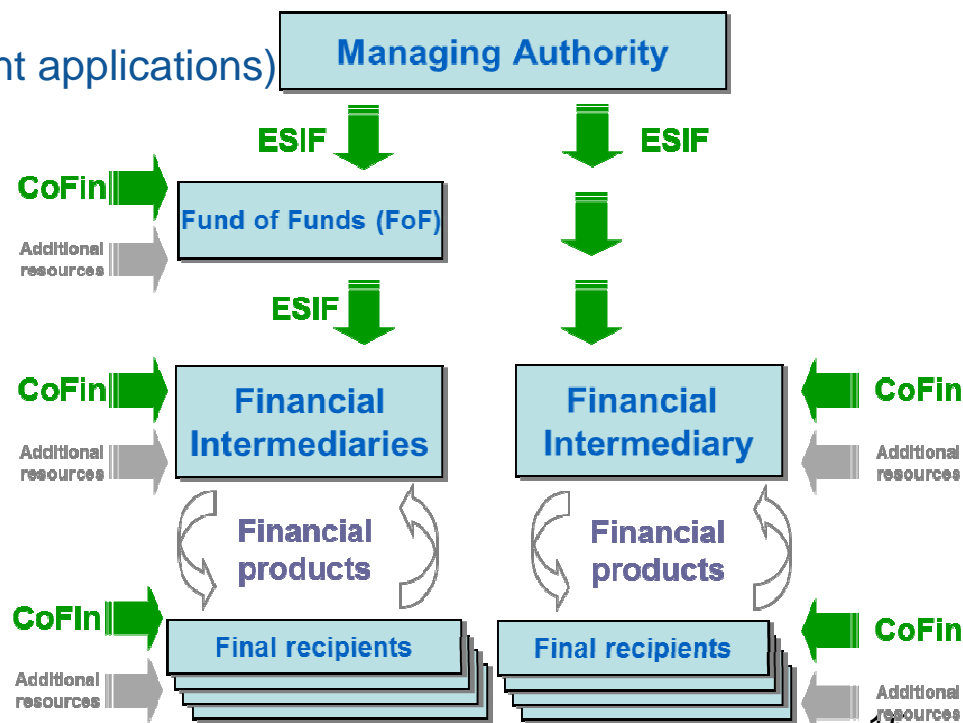 nt applications)
Managing Authority
ESIF
ESIF
CoFin
Fund of Funds (FoF)
Additional
resources
ESIF
CoFin
Financial
Intermediaries
Additional
resources
Financial
Intermediary
CoFin
Additional
resources
Financial
products
Financial
products
CoFin
Final recipients
Additional
resources
Final recipients
CoFin
Additional
resources